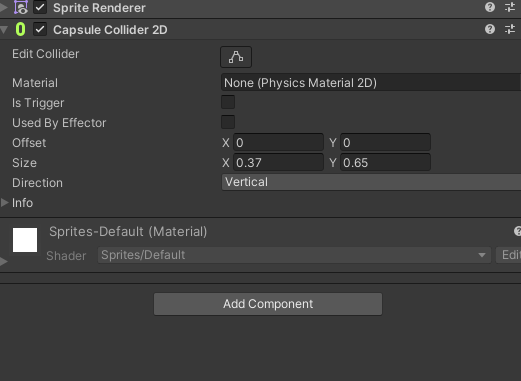 Sprite Renderer
Capsule Collider 2D
Edit Collider
Material None (Physics Material 2D)
Is Trigger
Used By Effector
Offset X 0 Y 0
Size X 0.37 Y 0.65
Direction Vertical
Info
Sprites-Default (Material)
Shader Sprites/Default Edi
Add Component